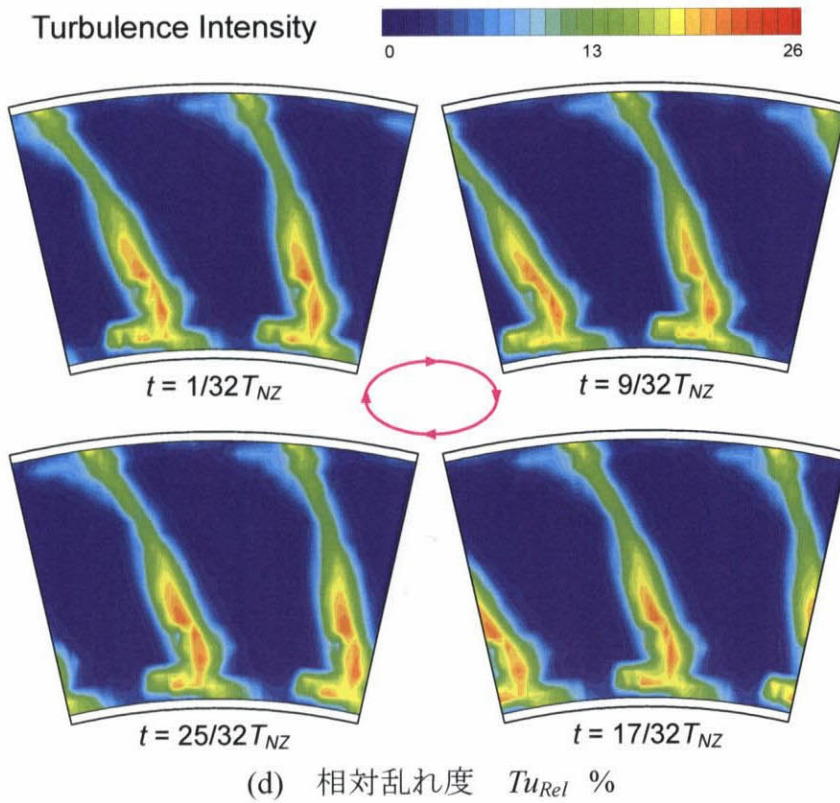 Turbulence Intensity
0 13 26
t = 1/32T_NZ
t = 9/32T_NZ
t = 25/32T_NZ
t = 17/32T_NZ
(d) 相対乱れ度 Tu_Rel %